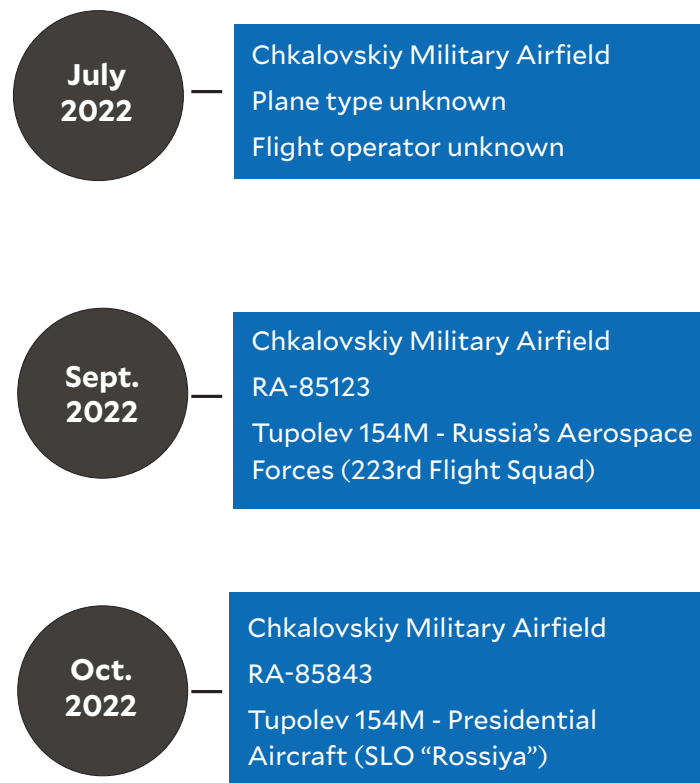 July
2022
Chkalovskiy Military Airfield
Plane type unknown
Flight operator unknown
Sept.
2022
Chkalovskiy Military Airfield
RA-85123
Tupolev 154M - Russia's Aerospace
Forces (223rd Flight Squad)
Oct.
2022
Chkalovskiy Military Airfield
RA-85843
Tupolev 154M - Presidential
Aircraft (SLO “Rossiya”)